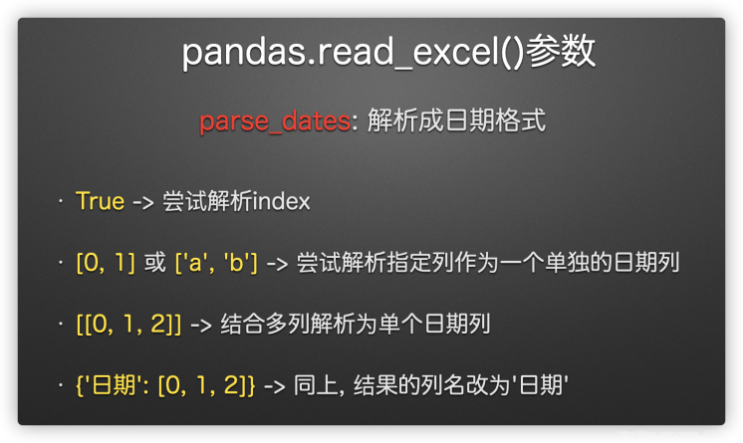 pandas.read_excel()参数
parse_dates: 解析成日期格式
· True -> 尝试解析index
· [0, 1] 或 ['a', 'b'] -> 尝试解析指定列作为一个单独的日期列
· [[0, 1, 2]] -> 结合多列解析为单个日期列
· {'日期': [0, 1, 2]} -> 同上, 结果的列名改为'日期'